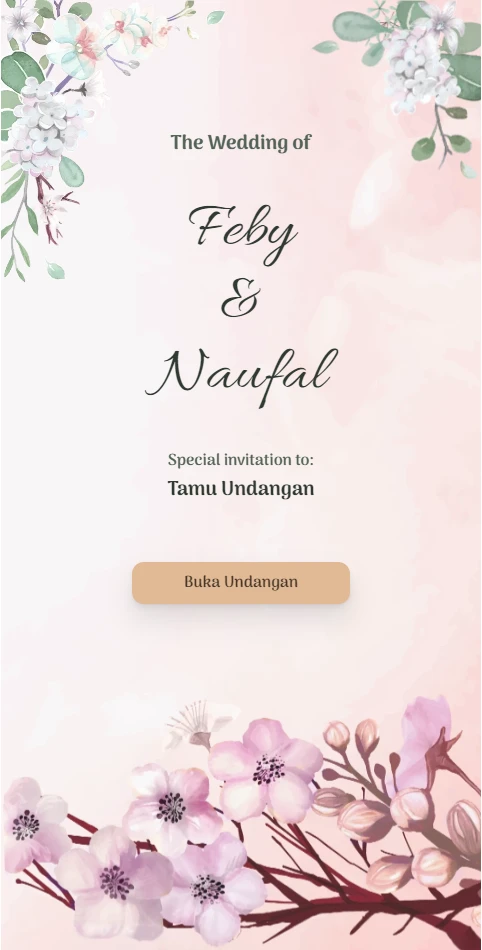 The Wedding of
Feby
&
Naufal
Special invitation to:
Tamu Undangan
Buka Undangan